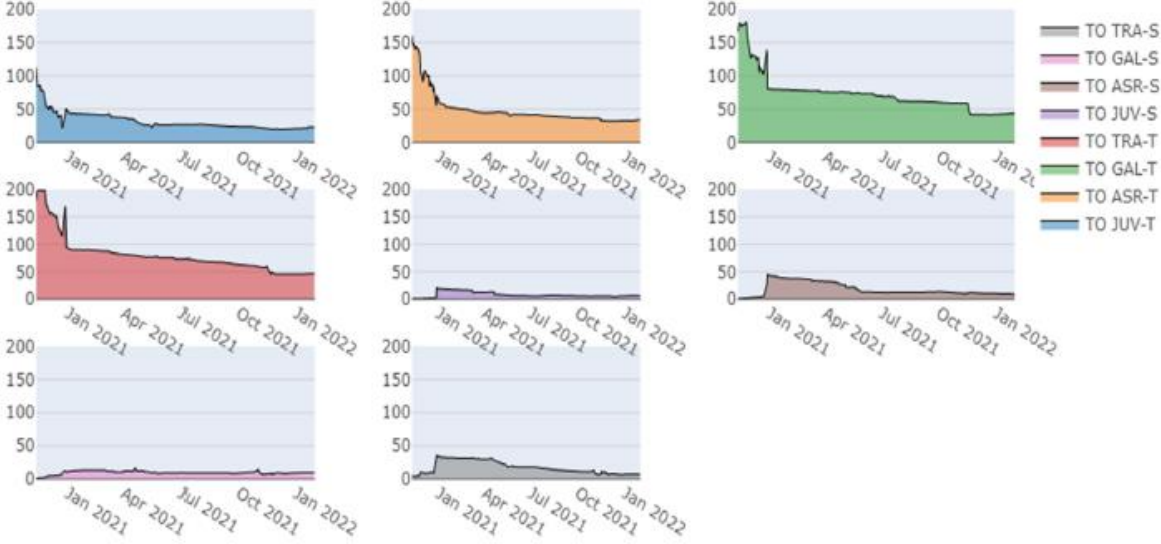 200
150
100
50
0
Jan 2021
Apr 2021
Jul 2021
Oct 2021
Jan 2022
200
150
100
50
0
Jan 2021
Apr 2021
Jul 2021
Oct 2021
Jan 2022
200
150
100
50
0
Jan 2021
Apr 2021
Jul 2021
Oct 2021
Jan
TO TRA-S
TO GAL-S
TO ASR-S
TO JUV-S
TO TRA-T
TO GAL-T
TO ASR-T
TO JUV-T
200
150
100
50
0
Jan 2021
Apr 2021
Jul 2021
Oct 2021
Jan 2022
200
150
100
50
0
Jan 2021
Apr 2021
Jul 2021
Oct 2021
Jan 2022
200
150
100
50
0
Jan 2021
Apr 2021
Jul 2021
Oct 2021
Jan 2022
200
150
100
50
0
Jan 2021
Apr 2021
Jul 2021
Oct 2021
Jan 2022
200
150
100
50
0
Jan 2021
Apr 2021
Jul 2021
Oct 2021
Jan 2022